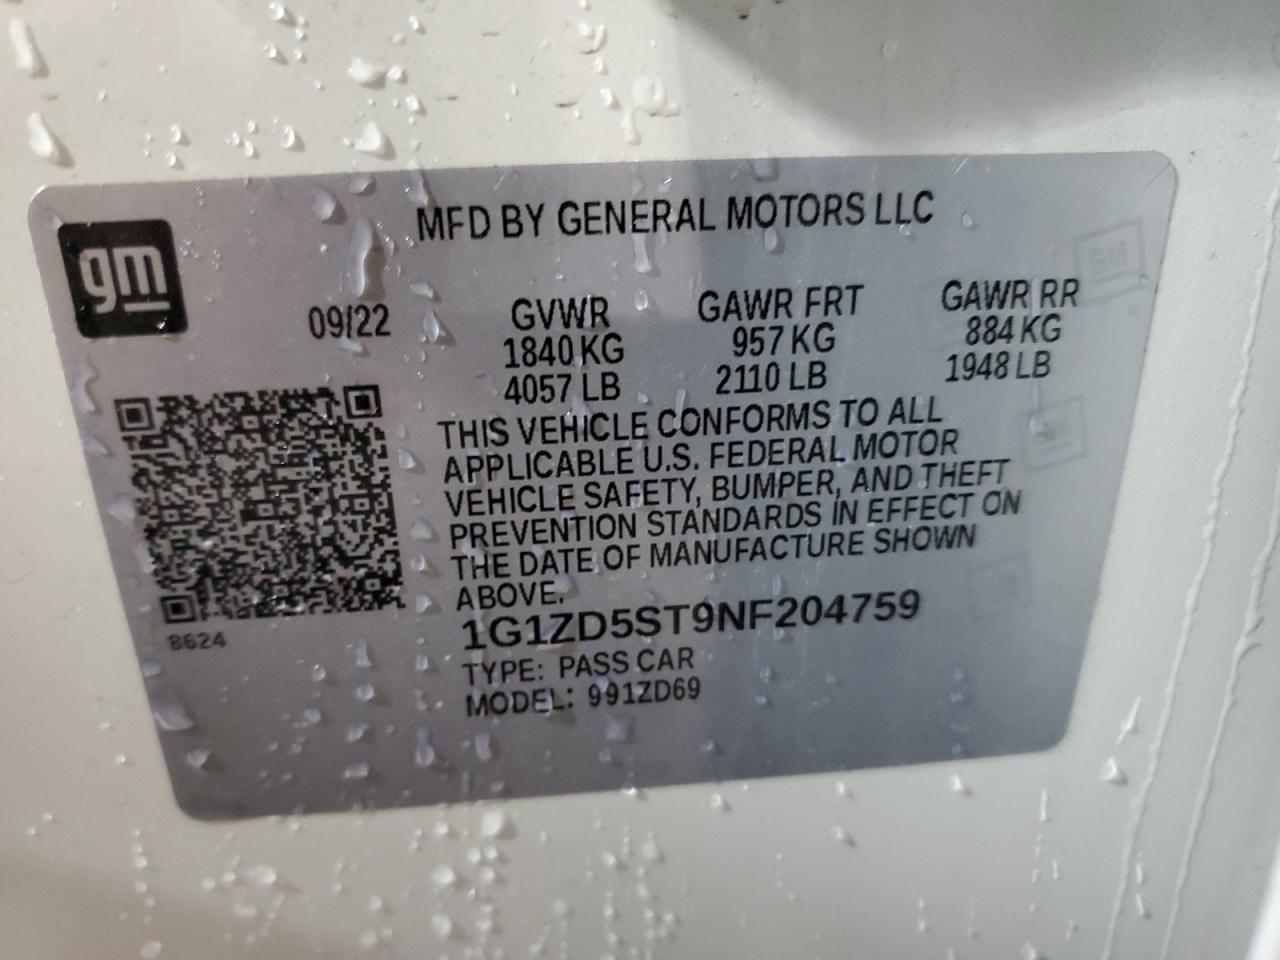 MFD BY GENERAL MOTORS LLC
gm
09/22
GVWR GAWR FRT GAWR RR
1840 KG 957 KG 884 KG
4057 LB 2110 LB 1948 LB
THIS VEHICLE CONFORMS TO ALL
APPLICABLE U.S. FEDERAL MOTOR
VEHICLE SAFETY, BUMPER, AND THEFT
PREVENTION STANDARDS IN EFFECT ON
THE DATE OF MANUFACTURE SHOWN
ABOVE.
1G1ZD5ST9NF204759
8624
TYPE: PASS CAR
MODEL: 991ZD69